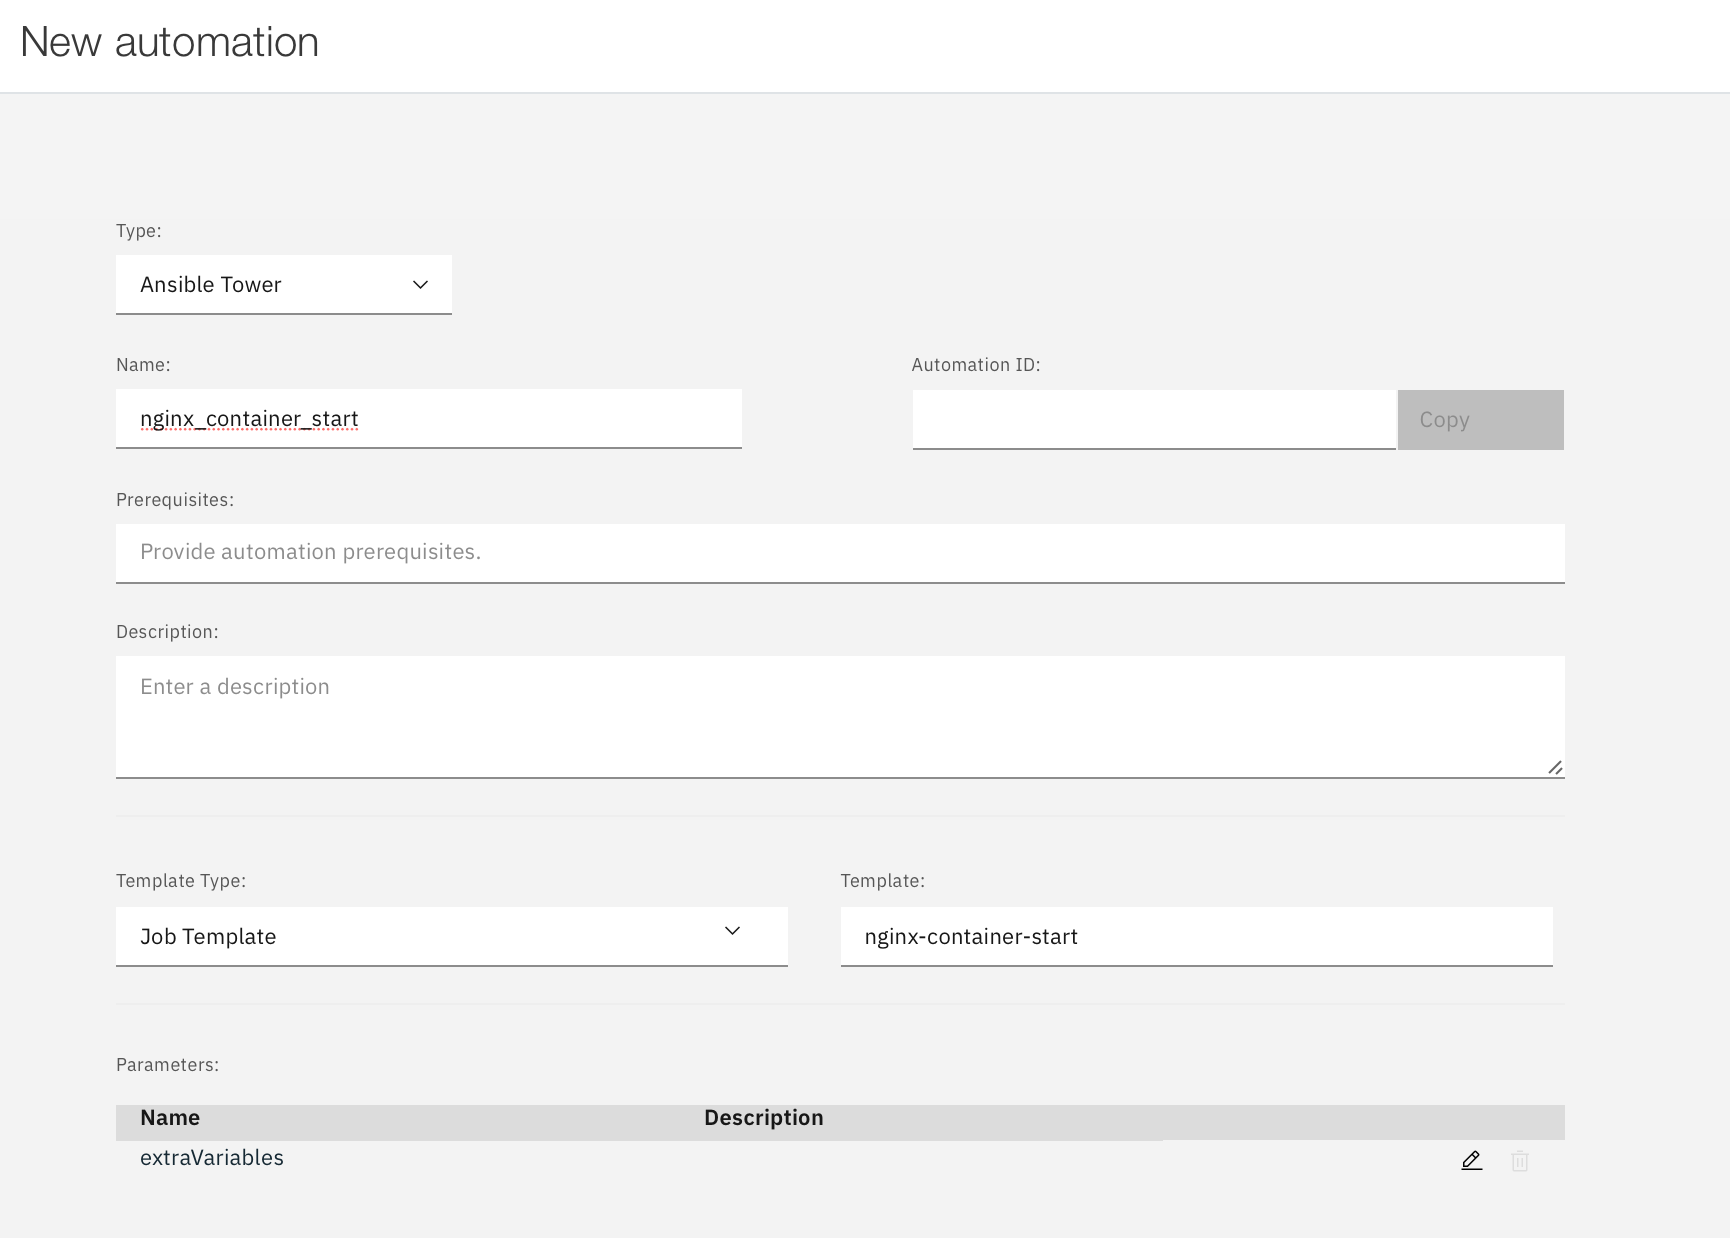 New automation
Type:
Ansible Tower
Name:
Automation ID:
nginx_container_start
Copy
Prerequisites:
Provide automation prerequisites.
Description:
Enter a description
Template Type:
Template:
Job Template
nginx-container-start
Parameters:
Name Description
extraVariables